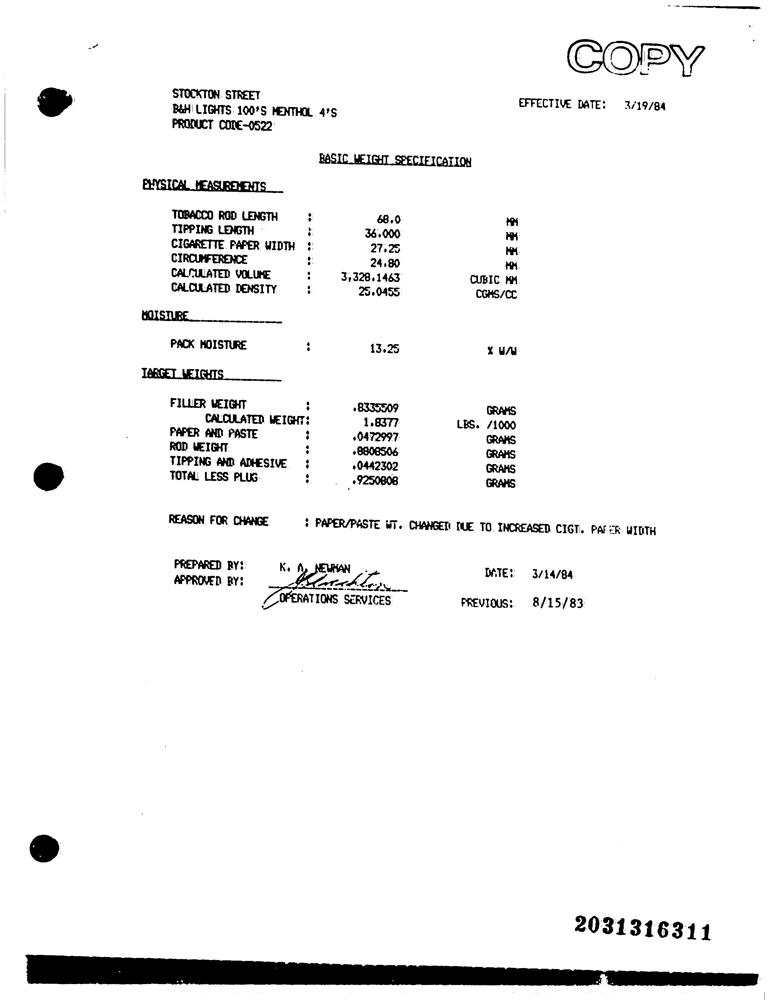 COPY
STOCKTON STREET
B&H LIGHTS 100'S MENTHOL 4'S
PRODUCT CODE-0522
EFFECTIVE DATE: 3/19/84
BASIC WEIGHT SPECIFICATION
PHYSICAL MEASUREMENTS
TOBACCO ROD LENGTH : 68.0 MM
TIPPING LENGTH : 36.000 MM
CIGARETTE PAPER WIDTH : 27.25 MM
CIRCUMFERENCE : 24.80 MM
CALCULATED VOLUME : 3,328.1463 CUBIC MM
CALCULATED DENSITY : 25.0455 CGMS/CC
MOISTURE
PACK MOISTURE : 13.25 % W/W
TARGET WEIGHTS
FILLER WEIGHT : .8335509 GRAMS
CALCULATED WEIGHT: 1.8377 LBS. /1000
PAPER AND PASTE : .0472997 GRAMS
ROD WEIGHT : .8808506 GRAMS
TIPPING AND ADHESIVE : .0442302 GRAMS
TOTAL LESS PLUG : .9250808 GRAMS
REASON FOR CHANGE : PAPER/PASTE WT. CHANGED DUE TO INCREASED CIGT. PAPER WIDTH
PREPARED BY: K. A. NEWMAN DATE: 3/14/84
APPROVED BY:
OPERATIONS SERVICES PREVIOUS: 8/15/83
2031316311